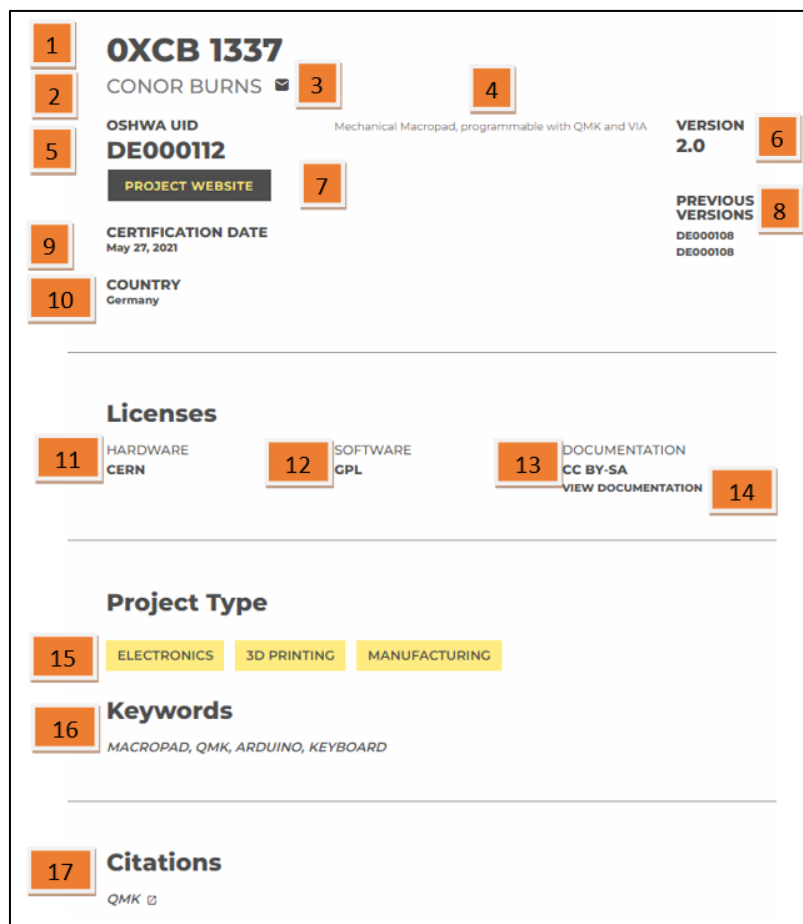 1
0XCB 1337
2
CONOR BURNS
3
4
Mechanical Macropad, programmable with QMK and VIA
5
OSHWA UID
DE000112
VERSION
2.0
6
PROJECT WEBSITE
7
PREVIOUS
VERSIONS
8
DE000108
DE000108
9
CERTIFICATION DATE
May 27, 2021
10
COUNTRY
Germany
Licenses
11
HARDWARE
CERN
12
SOFTWARE
GPL
13
DOCUMENTATION
CC BY-SA
VIEW DOCUMENTATION
14
Project Type
15
ELECTRONICS
3D PRINTING
MANUFACTURING
16
Keywords
MACROPAD, QMK, ARDUINO, KEYBOARD
17
Citations
QMK